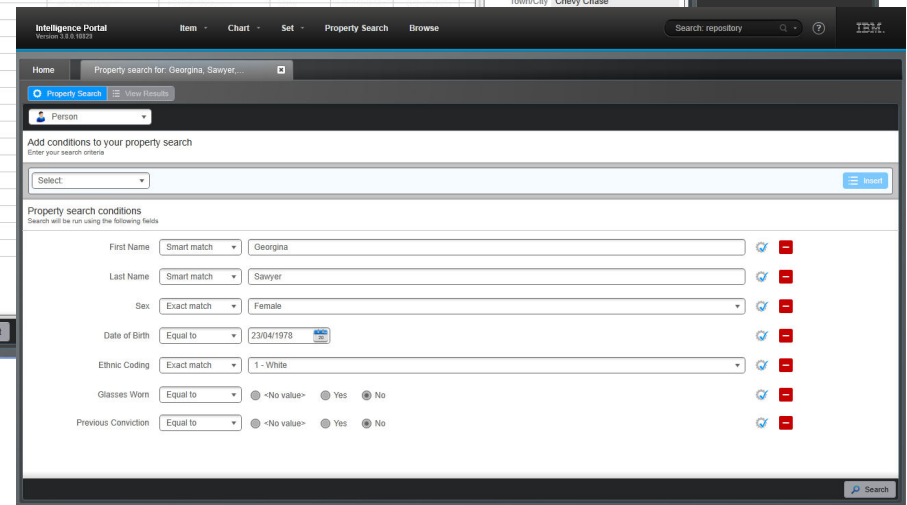 Town/City Chevy Chase
Intelligence Portal
Version 3.0.0.10829
Item Chart Set Property Search Browse
Search: repository
?
IBM.
Home Property search for: Georgina, Sawyer,...
Property Search View Results
Person
Add conditions to your property search
Enter your search criteria
Select: Insert
Property search conditions
Search will be run using the following fields
First Name Smart match Georgina
Last Name Smart match Sawyer
Sex Exact match Female
Date of Birth Equal to 23/04/1978
Ethnic Coding Exact match 1 - White
Glasses Worn Equal to <No value> Yes No
Previous Conviction Equal to <No value> Yes No
Search